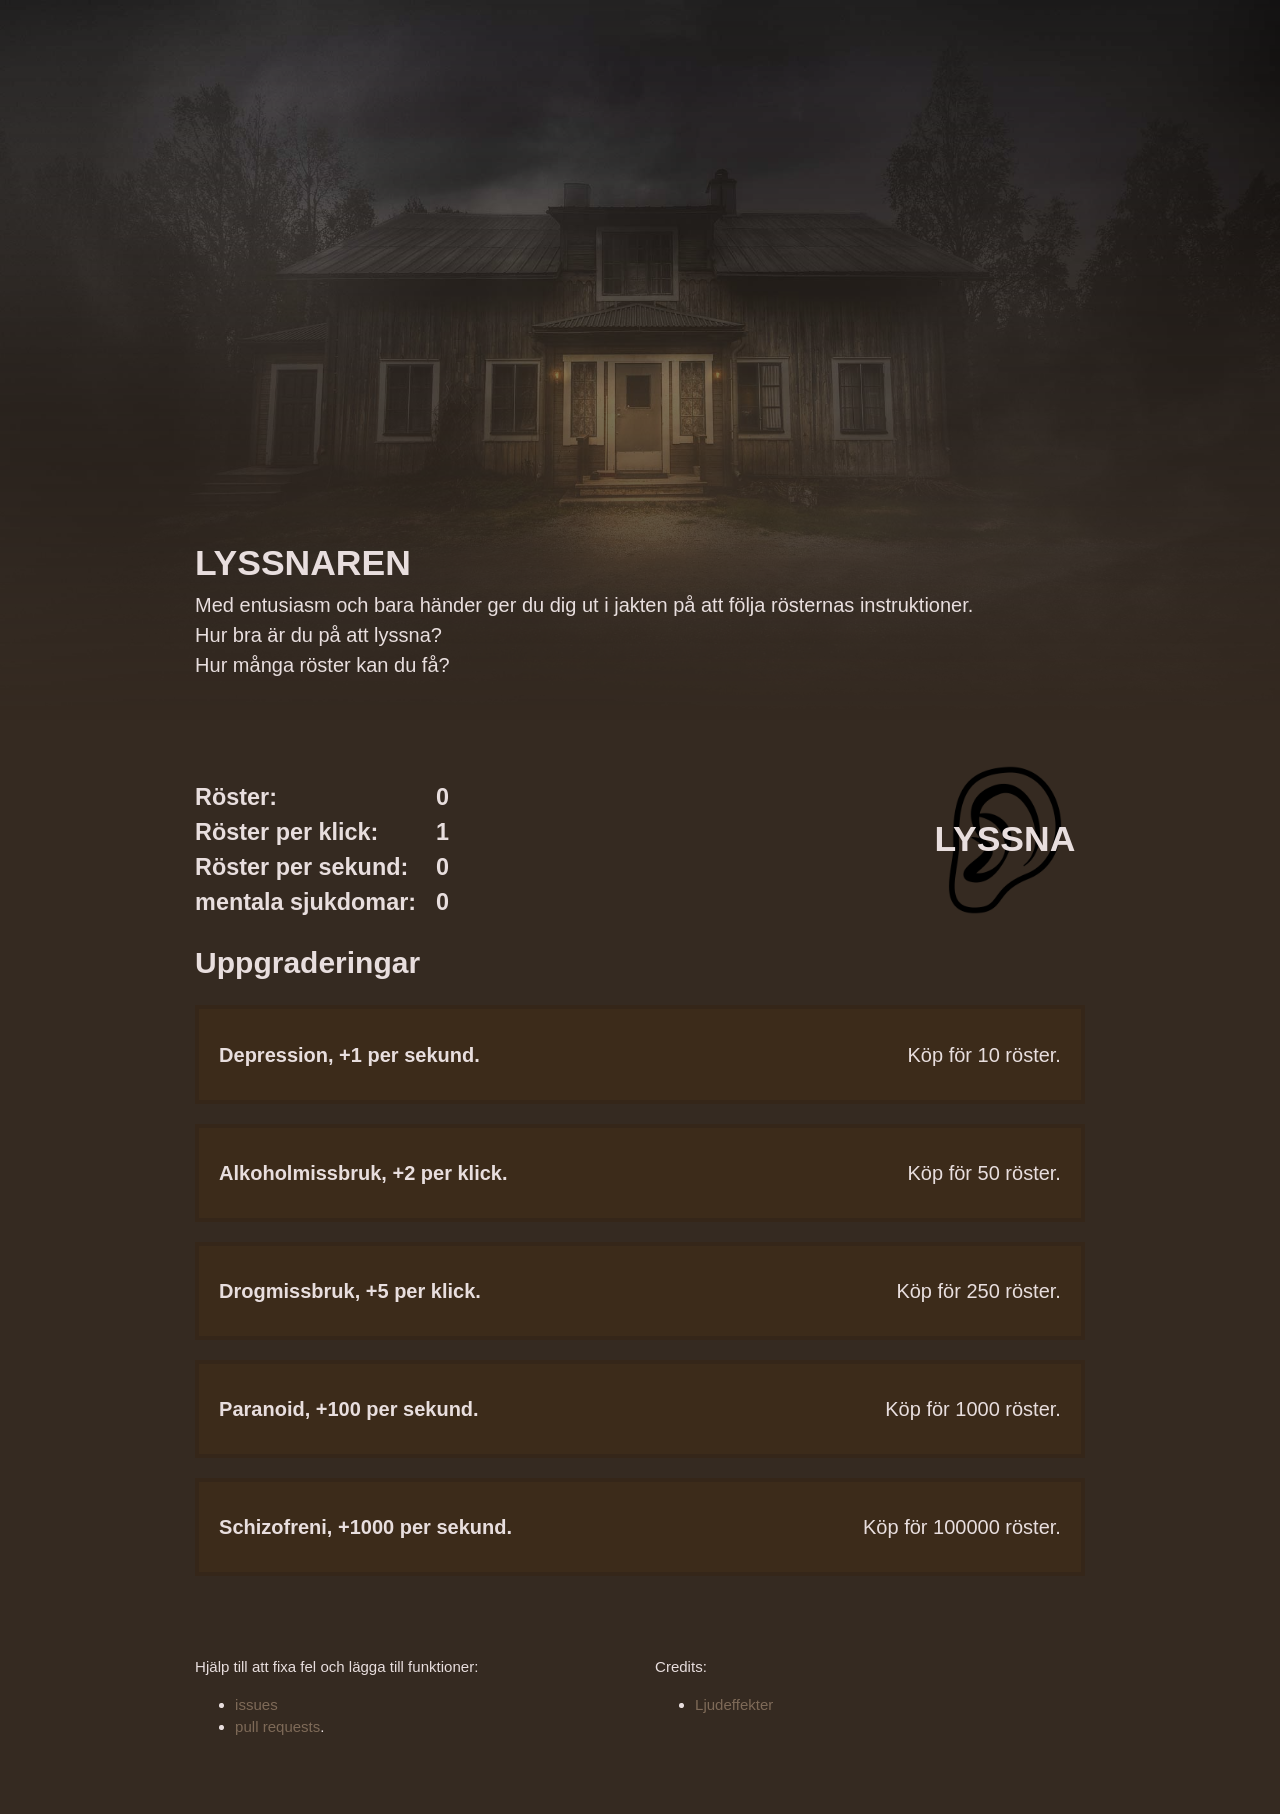 LYSSNAREN
Med entusiasm och bara händer ger du dig ut i jakten på att följa rösternas instruktioner.
Hur bra är du på att lyssna?
Hur många röster kan du få?
Röster: 0
Röster per klick: 1
Röster per sekund: 0
mentala sjukdomar: 0
LYSSNA
Uppgraderingar
Depression, +1 per sekund. Köp för 10 röster.
Alkoholmissbruk, +2 per klick. Köp för 50 röster.
Drogmissbruk, +5 per klick. Köp för 250 röster.
Paranoid, +100 per sekund. Köp för 1000 röster.
Schizofreni, +1000 per sekund. Köp för 100000 röster.
Hjälp till att fixa fel och lägga till funktioner:
issues
pull requests.
Credits:
Ljudeffekter